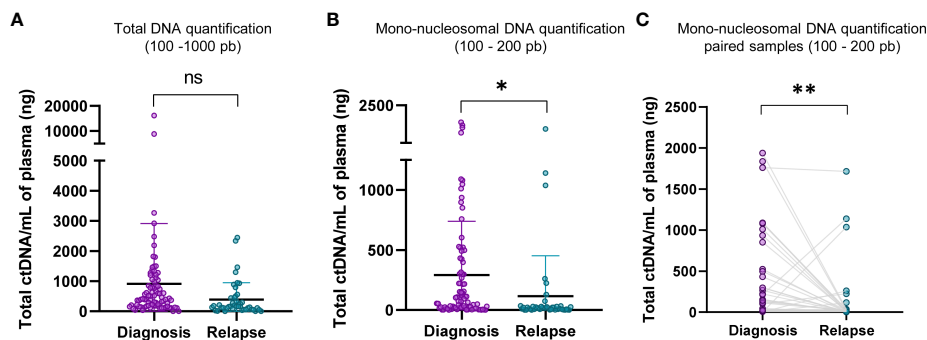 A
Total DNA quantification
(100 -1000 pb)
ns
Total ctDNA/mL of plasma (ng)
20000
10000
5000
4000
3000
2000
1000
0
Diagnosis
Relapse
B
Mono-nucleosomal DNA quantification
(100 - 200 pb)
*
Total ctDNA/mL of plasma (ng)
2500
1000
500
0
Diagnosis
Relapse
C
Mono-nucleosomal DNA quantification
paired samples (100 - 200 pb)
**
Total ctDNA/mL of plasma (ng)
2500
2000
1500
1000
500
0
Diagnosis
Relapse